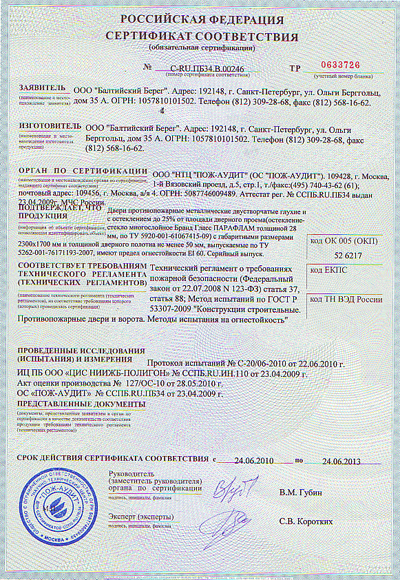 РОССИЙСКАЯ ФЕДЕРАЦИЯ
СЕРТИФИКАТ СООТВЕТСТВИЯ
(обязательная сертификация)
№ C-RU.ПБ34.В.00246 ТР 0633726
(номер сертификата соответствия) (учетный номер бланка)
ЗАЯВИТЕЛЬ ООО "Балтийский Берег". Адрес: 192148, г. Санкт-Петербург, ул. Ольги Берггольц,
дом 35 А. ОГРН: 1057810101502. Телефон (812) 309-28-68, факс (812) 568-16-62.
ИЗГОТОВИТЕЛЬ ООО "Балтийский Берег". Адрес: 192148, г. Санкт-Петербург, ул. Ольги
Берггольц, дом 35 А. ОГРН: 1057810101502. Телефон (812) 309-28-68, факс
(812) 568-16-62.
ОРГАН ПО СЕРТИФИКАЦИИ ООО "НТЦ "ПОЖ-АУДИТ" (ОС "ПОЖ-АУДИТ"). 109428, г. Москва,
1-й Вязовский проезд, д.5, стр.1, т./факс:(495) 740-43-62 (61),
почтовый адрес: 109456, г. Москва, а/я 4. ОГРН: 5087746009489. Аттестат рег. № ССПБ.RU.ПБ34 выдан
23.04.2009г. МЧС России
ПОДТВЕРЖДАЕТ, ЧТО
ПРОДУКЦИЯ
Двери противопожарные металлические двустворчатые глухие и
с остеклением до 25% от площади дверного проема(остекление-
стекло многослойное Бранд Гласс ПАРАФЛАМ толщиной 28
мм, по ТУ 5920-001-61067415-09) с габаритными размерами
2300х1700 мм и толщиной дверного полотна не менее 50 мм, выпускаемые по ТУ
5262-001-76171193-2007, имеют предел огнестойкости EI 60. Серийный выпуск.
код ОК 005 (ОКП)
52 6217
код ЕКПС
код ТН ВЭД России
СООТВЕТСТВУЕТ ТРЕБОВАНИЯМ
ТЕХНИЧЕСКОГО РЕГЛАМЕНТА
(ТЕХНИЧЕСКИХ РЕГЛАМЕНТОВ)
Технический регламент о требованиях
пожарной безопасности (Федеральный закон
от 22.07.2008 N 123-ФЗ) статья 37,
статья 88; Метод испытаний по ГОСТ Р
53307-2009 "Конструкции строительные.
Противопожарные двери и ворота. Методы испытания на огнестойкость"
ПРОВЕДЕННЫЕ ИССЛЕДОВАНИЯ
(ИСПЫТАНИЯ) И ИЗМЕРЕНИЯ
Протокол испытаний № С-20/06-2010 от 22.06.2010 г.
ИЦ ПБ ООО «ЦИС НИИЖБ-ПОЛИГОН» № ССПБ.RU.ИН.110 от 23.04.2009 г.
Акт оценки производства № 127/ОС-10 от 28.05.2010 г.
ОС «ПОЖ-АУДИТ» № ССПБ.RU.ПБ34 от 23.04.2009 г.
ПРЕДСТАВЛЕННЫЕ ДОКУМЕНТЫ
СРОК ДЕЙСТВИЯ СЕРТИФИКАТА СООТВЕТСТВИЯ с 24.06.2010 по 24.06.2013
Руководитель
(заместитель руководителя)
органа по сертификации
подпись, инициалы, фамилия
В.М. Губин
Эксперт (эксперты)
подпись, инициалы, фамилия
С.В. Коротких
"ПОЖ-АУДИТ"
МОСКВА